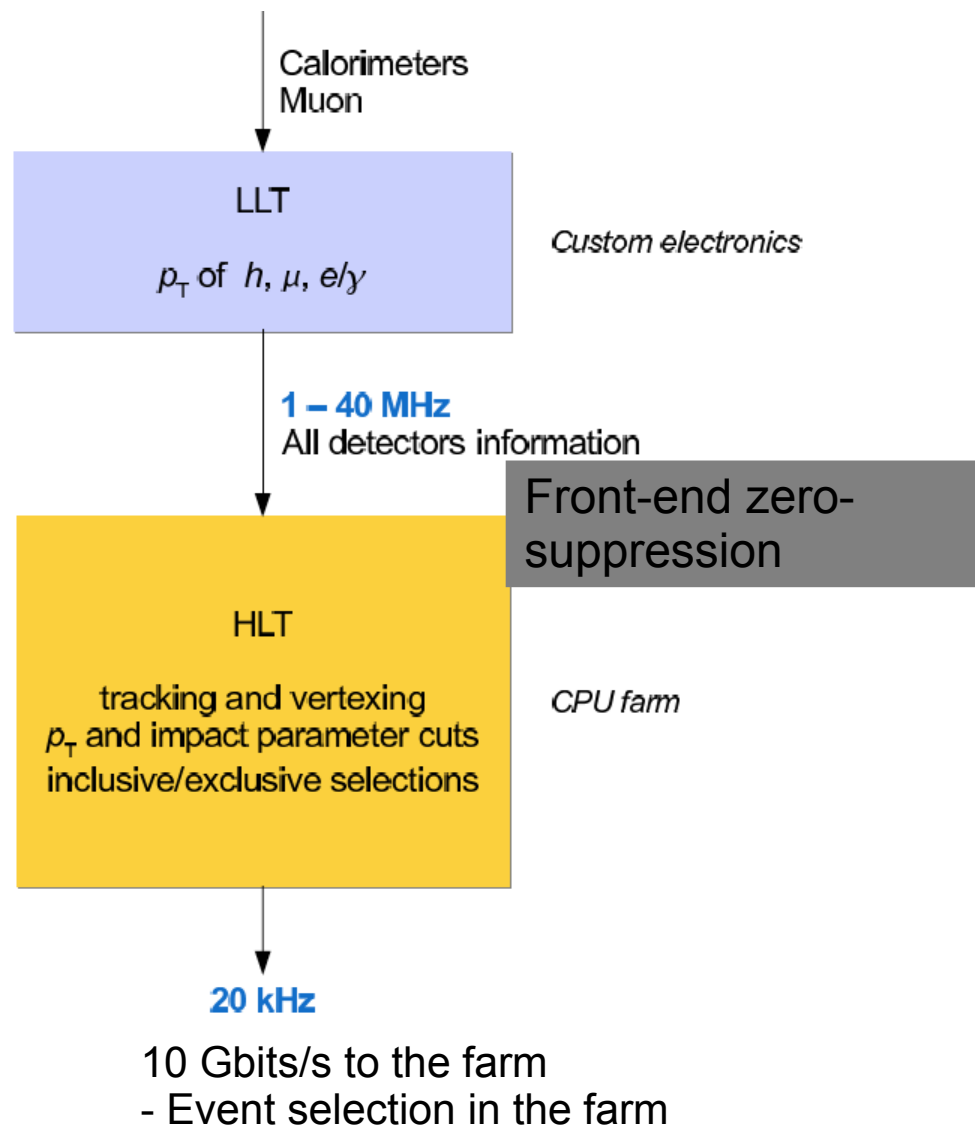 Calorimeters
Muon
LLT
pT of h, μ, e/γ
Custom electronics
1 – 40 MHz
All detectors information
Front-end zero-
suppression
HLT
tracking and vertexing
pT and impact parameter cuts
inclusive/exclusive selections
CPU farm
20 kHz
10 Gbits/s to the farm
- Event selection in the farm